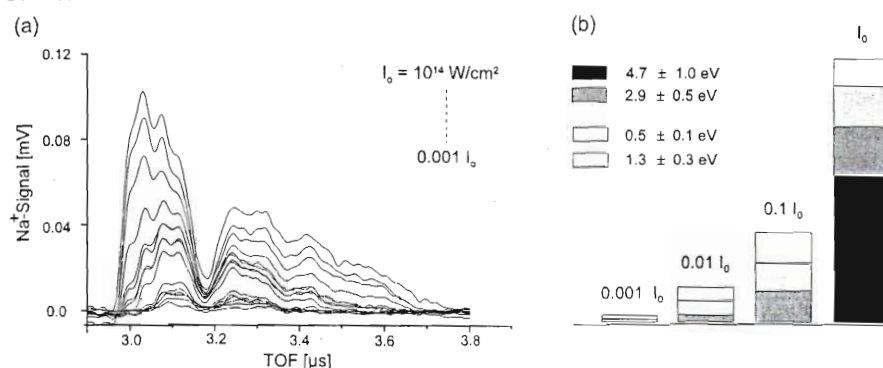 (a)
0.12
0.08
0.04
0.0
Na⁺-Signal [mV]
I₀ = 10¹⁴ W/cm²
0.001 I₀
3.0 3.2 3.4 3.6 3.8
TOF [µs]
(b)
I₀
4.7 ± 1.0 eV
2.9 ± 0.5 eV
0.5 ± 0.1 eV
1.3 ± 0.3 eV
0.1 I₀
0.01 I₀
0.001 I₀